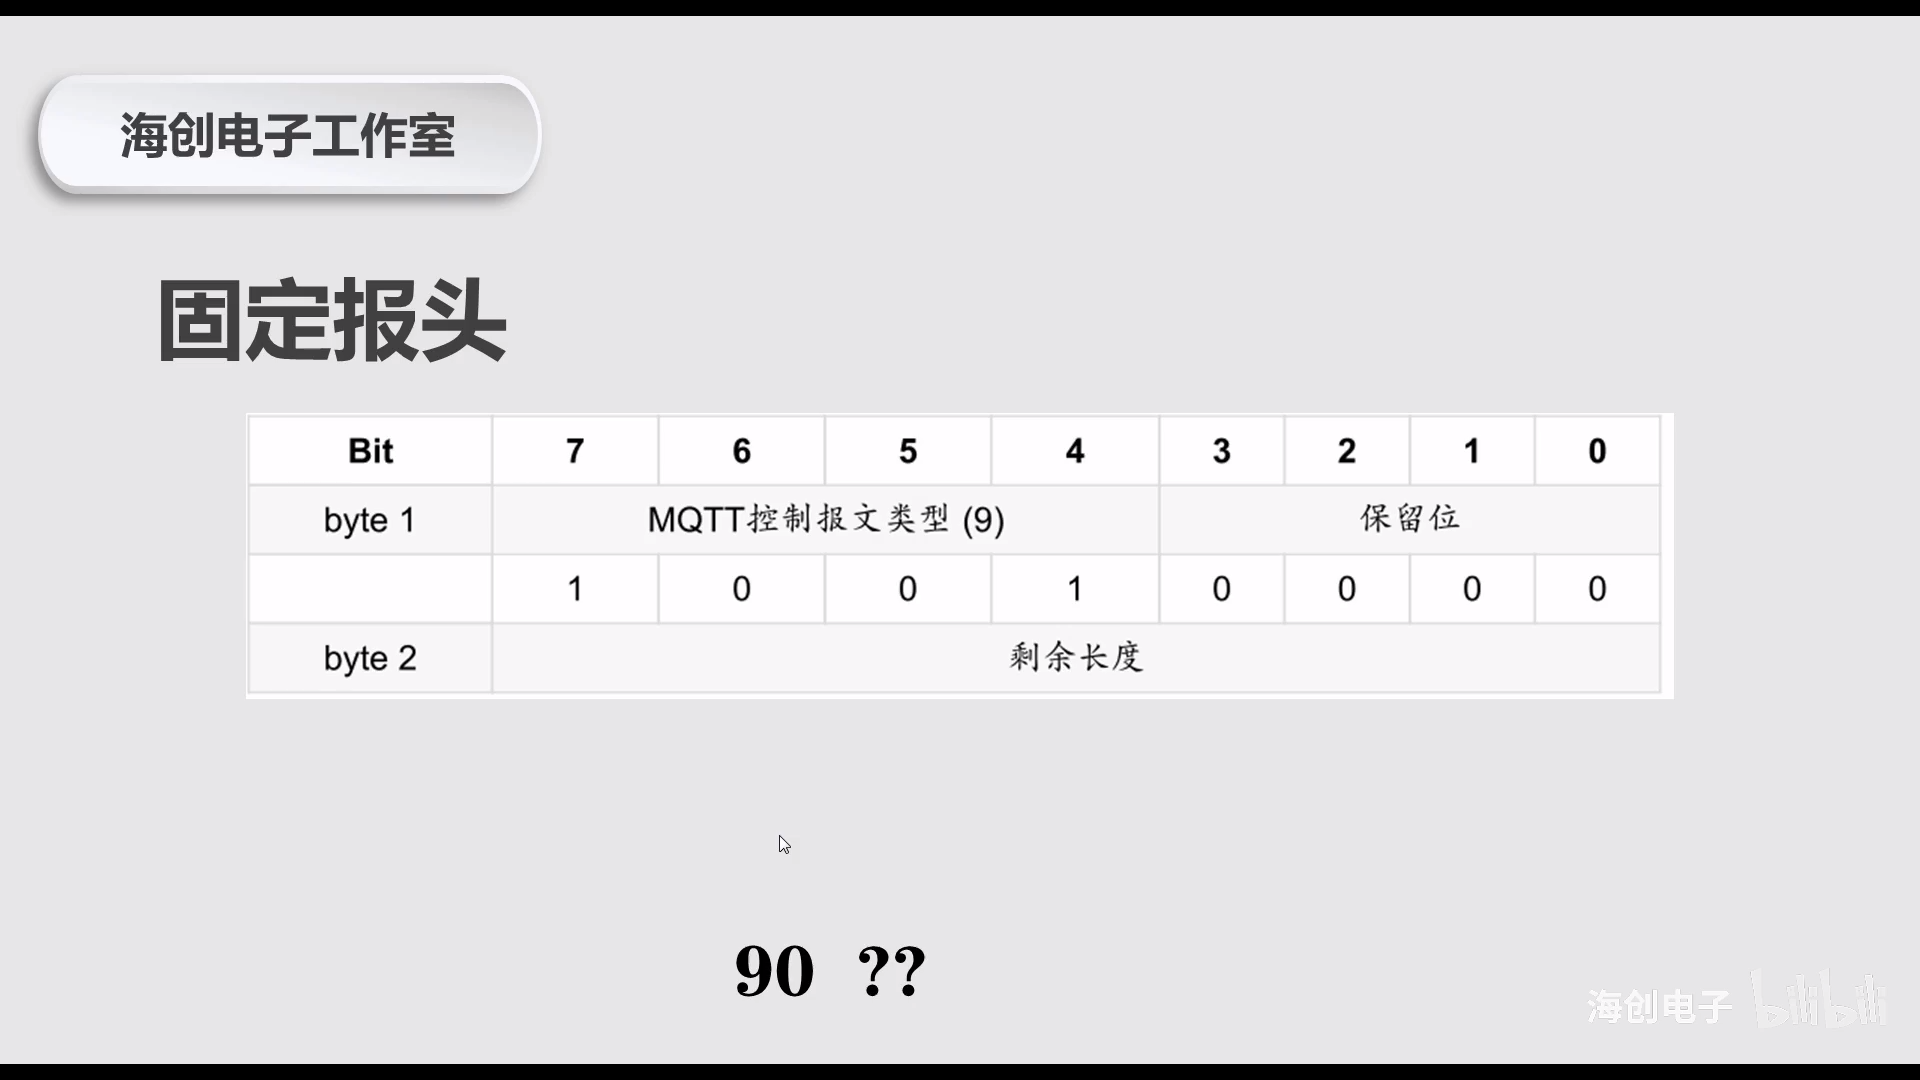 海创电子工作室
固定报头
Bit 7 6 5 4 3 2 1 0
byte 1 MQTT控制报文类型 (9) 保留位
1 0 0 1 0 0 0 0
byte 2 剩余长度
90 ??
海创电子 bilibili